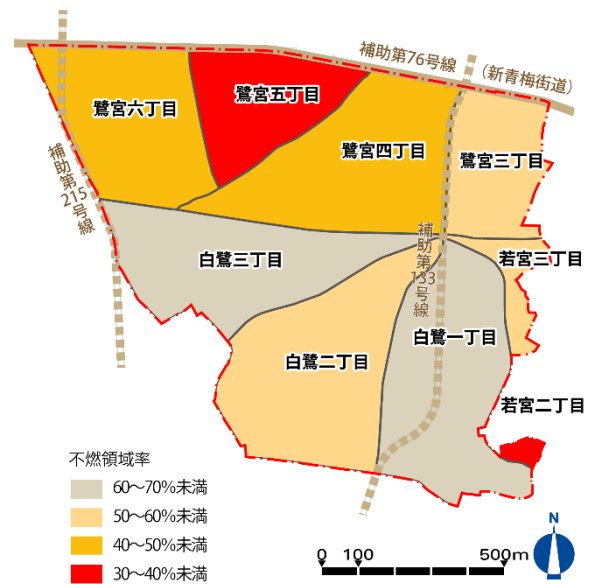 補助第76号線
(新青梅街道)
鷺宮六丁目
鷺宮五丁目
鷺宮四丁目
鷺宮三丁目
補助第215号線
補助第133号線
白鷺三丁目
若宮三丁目
白鷺一丁目
白鷺二丁目
若宮二丁目
不燃領域率
60～70%未満
50～60%未満
40～50%未満
30～40%未満
N
0 100 500m